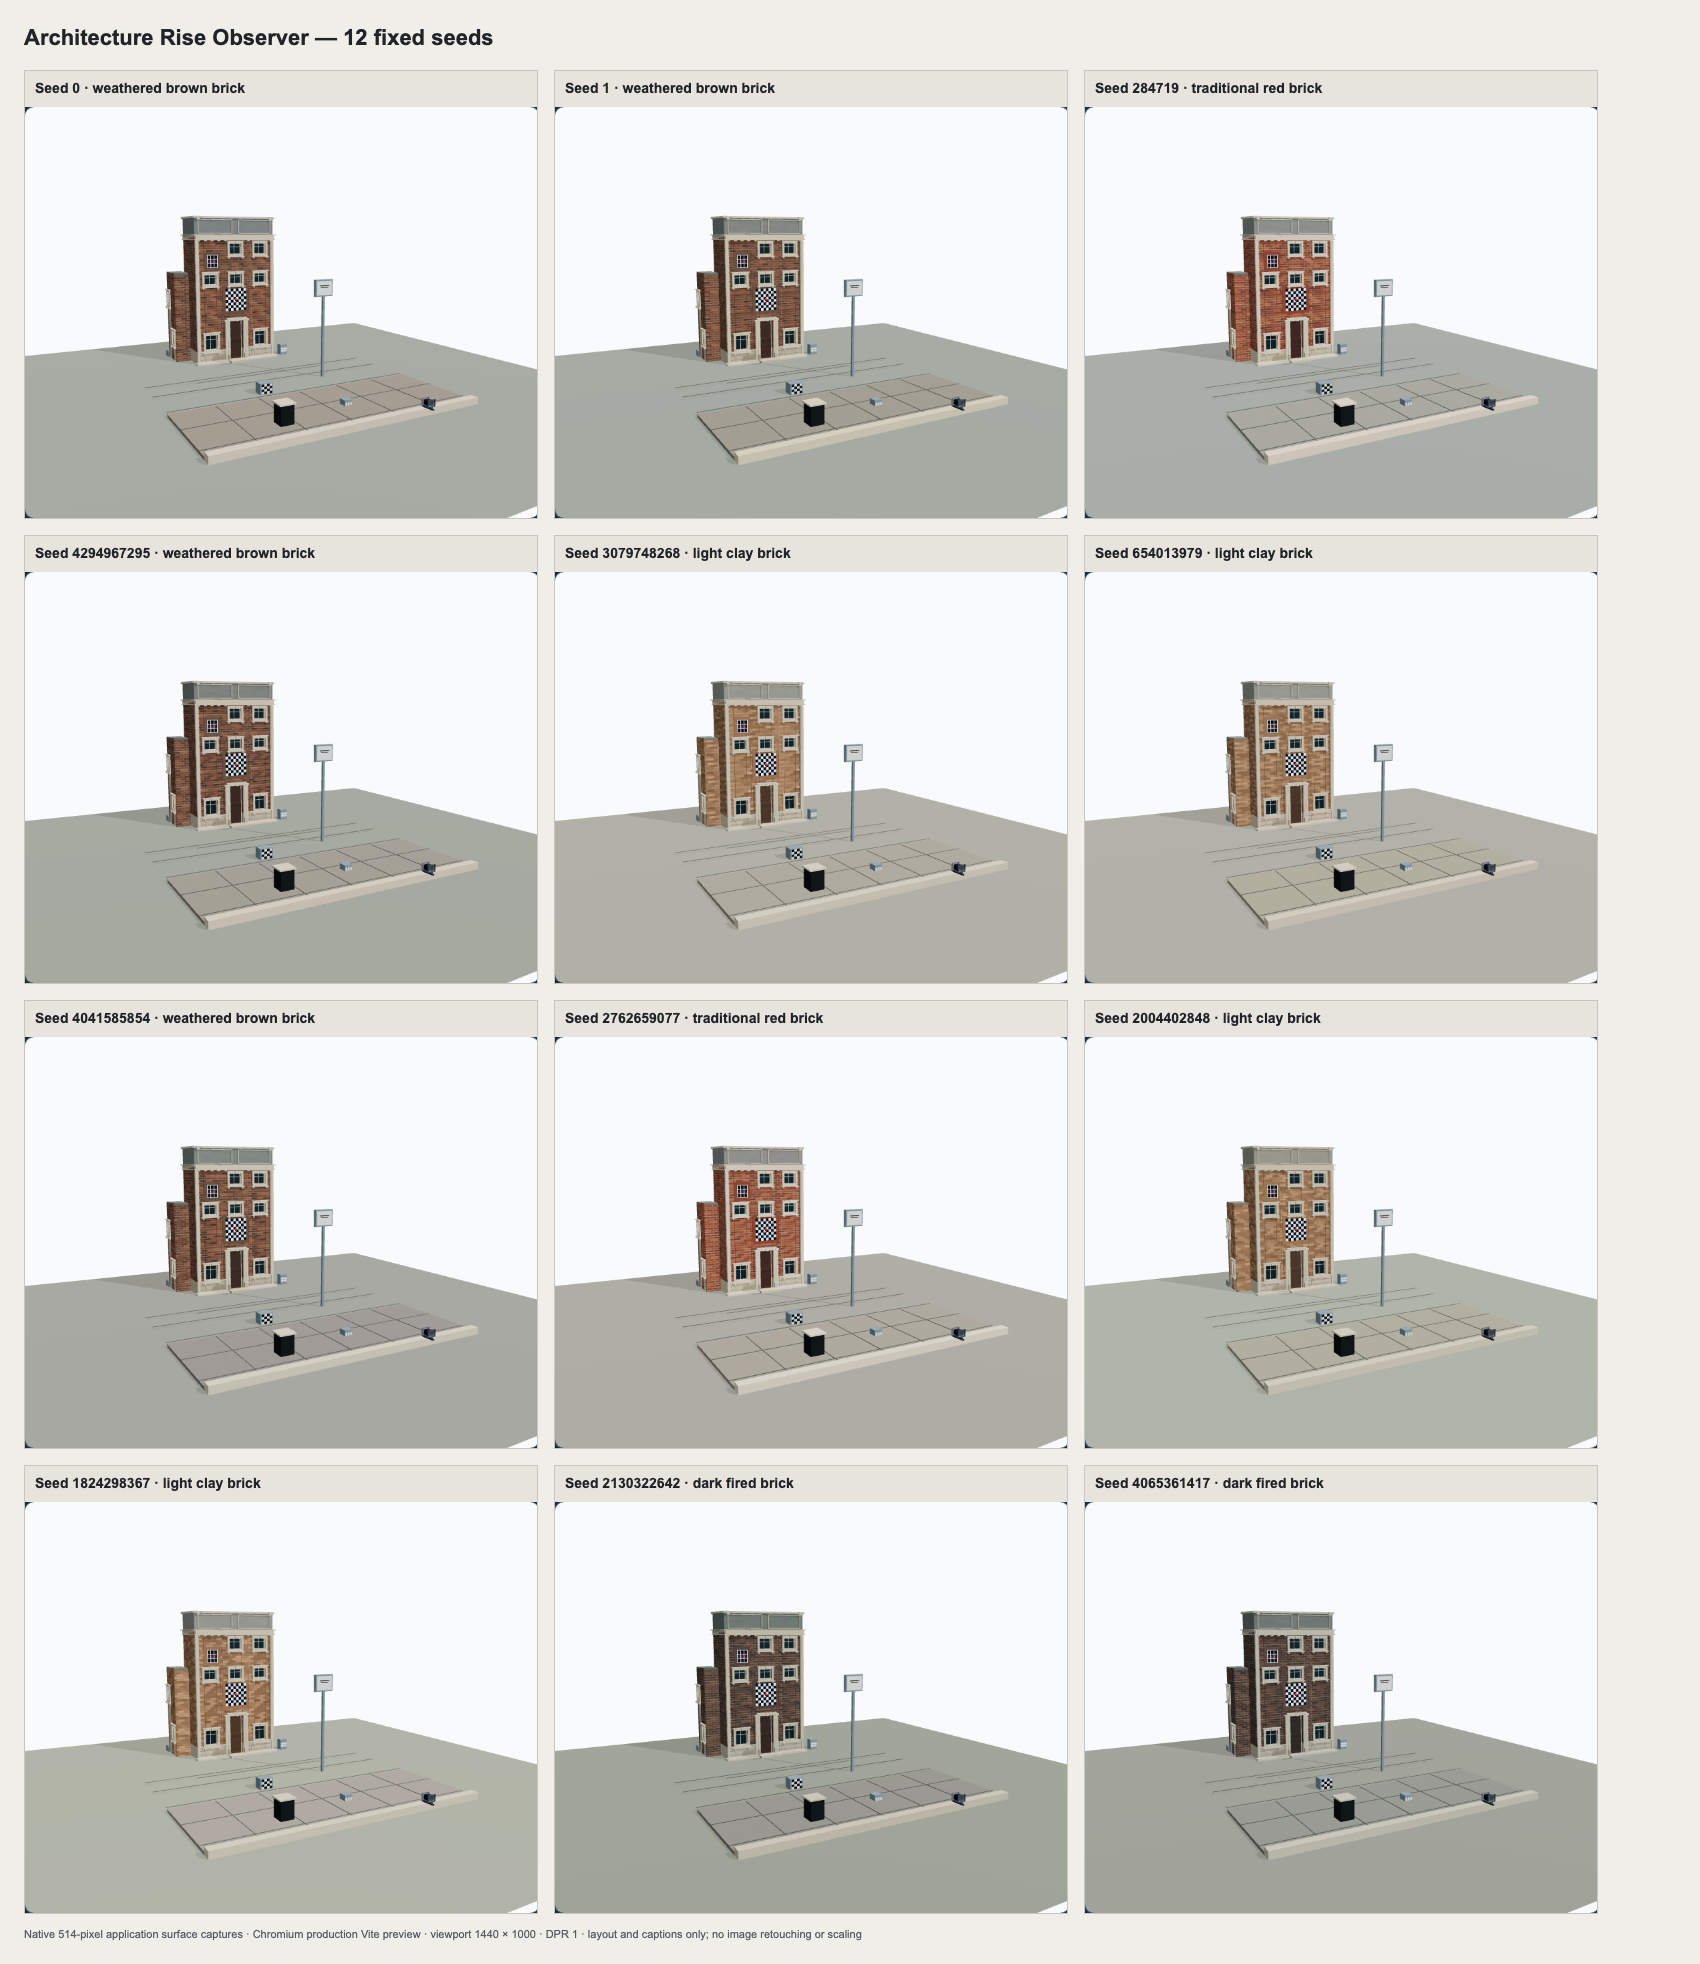 Architecture Rise Observer — 12 fixed seeds
Seed 0 · weathered brown brick
Seed 1 · weathered brown brick
Seed 284719 · traditional red brick
Seed 4294967295 · weathered brown brick
Seed 3079748268 · light clay brick
Seed 654013979 · light clay brick
Seed 4041585854 · weathered brown brick
Seed 2762659077 · traditional red brick
Seed 2004402848 · light clay brick
Seed 1824298367 · light clay brick
Seed 2130322642 · dark fired brick
Seed 4065361417 · dark fired brick
Native 514-pixel application surface captures · Chromium production Vite preview · viewport 1440 × 1000 · DPR 1 · layout and captions only; no image retouching or scaling